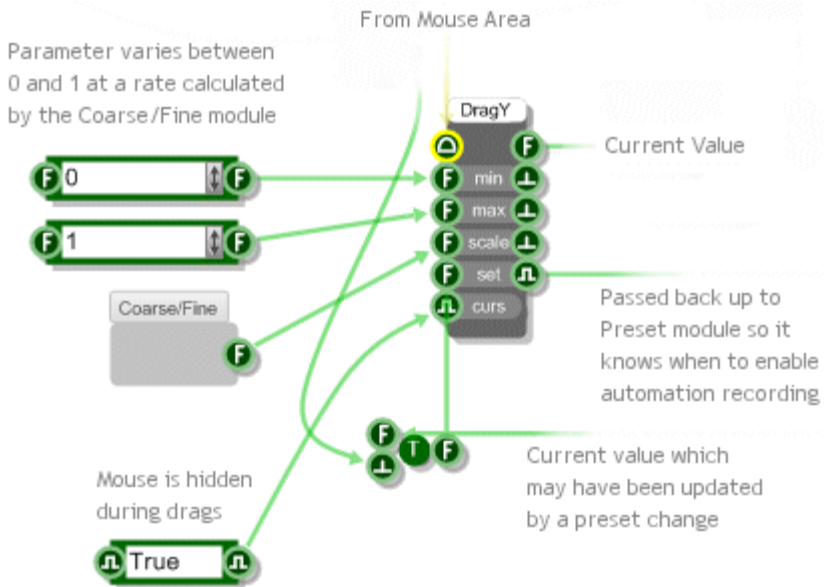 From Mouse Area
Parameter varies between
0 and 1 at a rate calculated
by the Coarse/Fine module
DragY
F
Current Value
F 0 F
F min
F 1 F
F max
F scale
F set
curs
Coarse/Fine
F
Passed back up to
Preset module so it
knows when to enable
automation recording
F T F
Current value which
may have been updated
by a preset change
Mouse is hidden
during drags
True